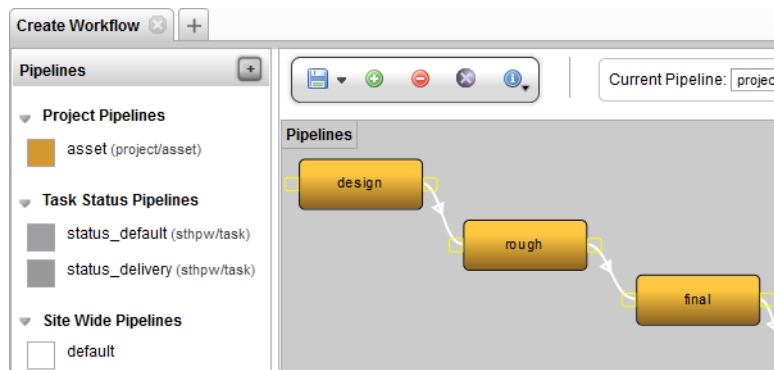 Create Workflow
Pipelines
Current Pipeline:
Project Pipelines
asset (project/asset)
Task Status Pipelines
status_default (sthpw/task)
status_delivery (sthpw/task)
Site Wide Pipelines
default
Pipelines
design
rough
final